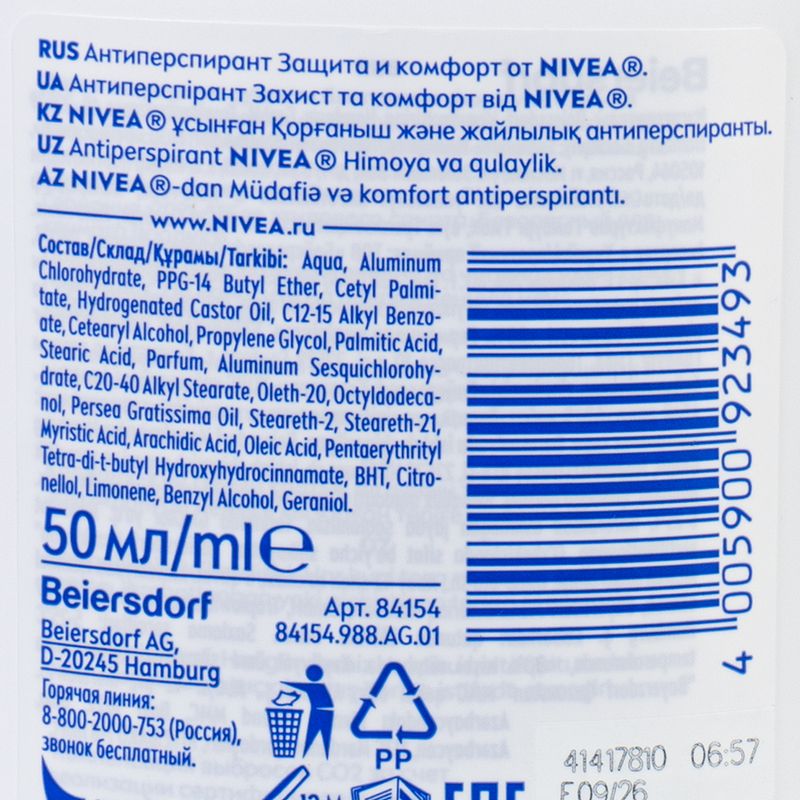 RUS Антиперспирант Защита и комфорт от NIVEA®.
UA Антиперспірант Захист та комфорт від NIVEA®.
KZ NIVEA® ұсынған Қорғаныш және жайлылық антиперспиранты.
UZ Antiperspirant NIVEA® Himoya va qulaylik.
AZ NIVEA®-dan Müdafiə və komfort antiperspirantı.
www.NIVEA.ru
Состав/Склад/Құрамы/Tarkibi: Aqua, Aluminum
Chlorohydrate, PPG-14 Butyl Ether, Cetyl Palmi-
tate, Hydrogenated Castor Oil, C12-15 Alkyl Benzo-
ate, Cetearyl Alcohol, Propylene Glycol, Palmitic Acid,
Stearic Acid, Parfum, Aluminum Sesquichlorohy-
drate, C20-40 Alkyl Stearate, Oleth-20, Octyldodeca-
nol, Persea Gratissima Oil, Steareth-2, Steareth-21,
Myristic Acid, Arachidic Acid, Oleic Acid, Pentaerythrityl
Tetra-di-t-butyl Hydroxyhydrocinnamate, BHT, Citro-
nellol, Limonene, Benzyl Alcohol, Geraniol.
4 005900 923493
50 мл/ml e
Beiersdorf
Арт. 84154
84154.988.AG.01
Beiersdorf AG,
D-20245 Hamburg
Горячая линия:
8-800-2000-753 (Россия),
звонок бесплатный.
PP
12 M
41417810 06:57
E09/26